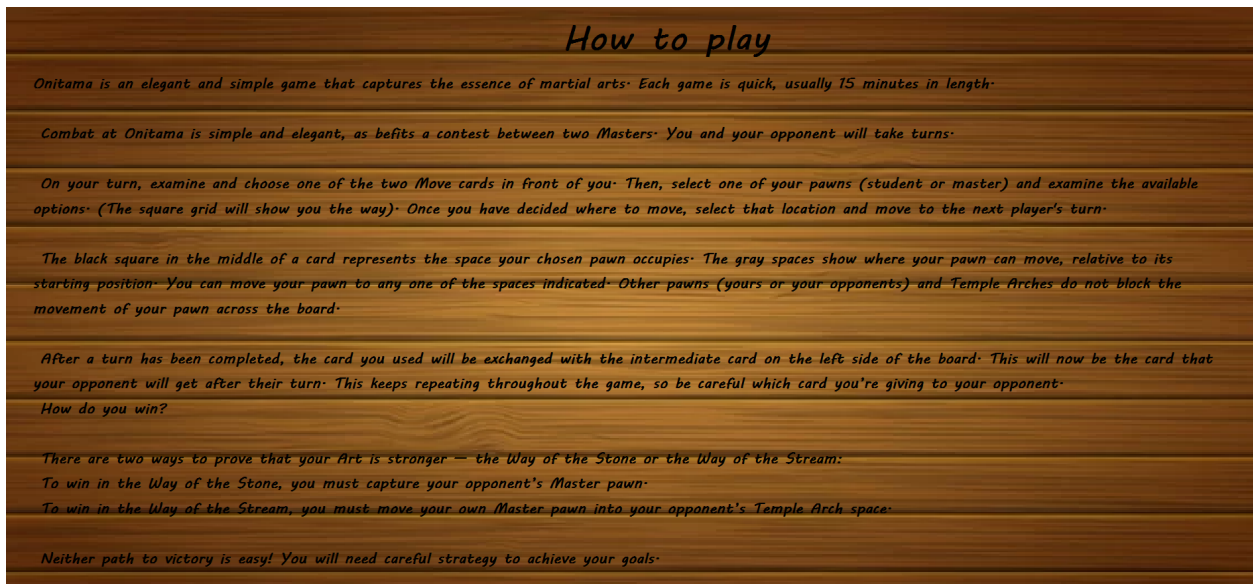 How to play
Onitama is an elegant and simple game that captures the essence of martial arts. Each game is quick, usually 15 minutes in length.
Combat at Onitama is simple and elegant, as befits a contest between two Masters. You and your opponent will take turns.
On your turn, examine and choose one of the two Move cards in front of you. Then, select one of your pawns (student or master) and examine the available
options. (The square grid will show you the way). Once you have decided where to move, select that location and move to the next player's turn.
The black square in the middle of a card represents the space your chosen pawn occupies. The gray spaces show where your pawn can move, relative to its
starting position. You can move your pawn to any one of the spaces indicated. Other pawns (yours or your opponents) and Temple Arches do not block the
movement of your pawn across the board.
After a turn has been completed, the card you used will be exchanged with the intermediate card on the left side of the board. This will now be the card that
your opponent will get after their turn. This keeps repeating throughout the game, so be careful which card you're giving to your opponent.
How do you win?
There are two ways to prove that your Art is stronger — the Way of the Stone or the Way of the Stream:
To win in the Way of the Stone, you must capture your opponent's Master pawn.
To win in the Way of the Stream, you must move your own Master pawn into your opponent's Temple Arch space.
Neither path to victory is easy! You will need careful strategy to achieve your goals.